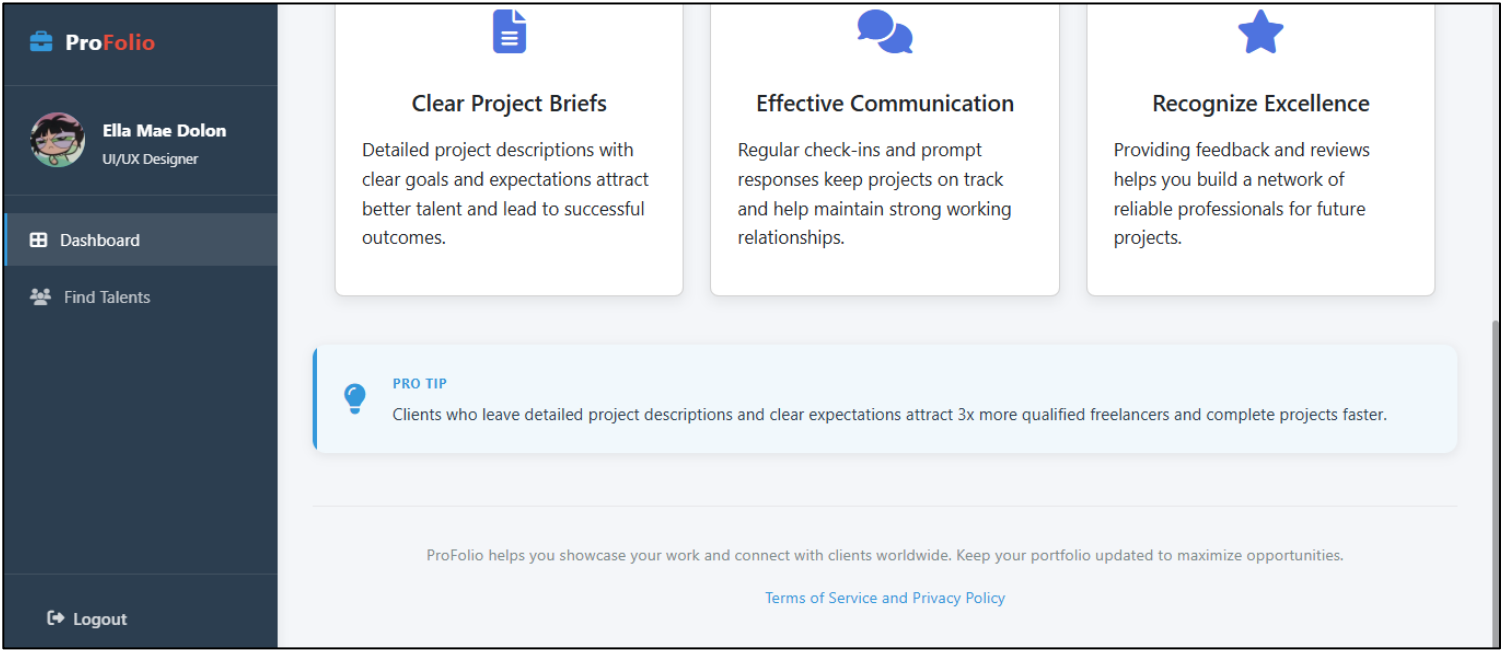 ProFolio
Ella Mae Dolon
UI/UX Designer
Dashboard
Find Talents
Logout
Clear Project Briefs
Detailed project descriptions with
clear goals and expectations attract
better talent and lead to successful
outcomes.
Effective Communication
Regular check-ins and prompt
responses keep projects on track
and help maintain strong working
relationships.
Recognize Excellence
Providing feedback and reviews
helps you build a network of
reliable professionals for future
projects.
PRO TIP
Clients who leave detailed project descriptions and clear expectations attract 3x more qualified freelancers and complete projects faster.
ProFolio helps you showcase your work and connect with clients worldwide. Keep your portfolio updated to maximize opportunities.
Terms of Service and Privacy Policy